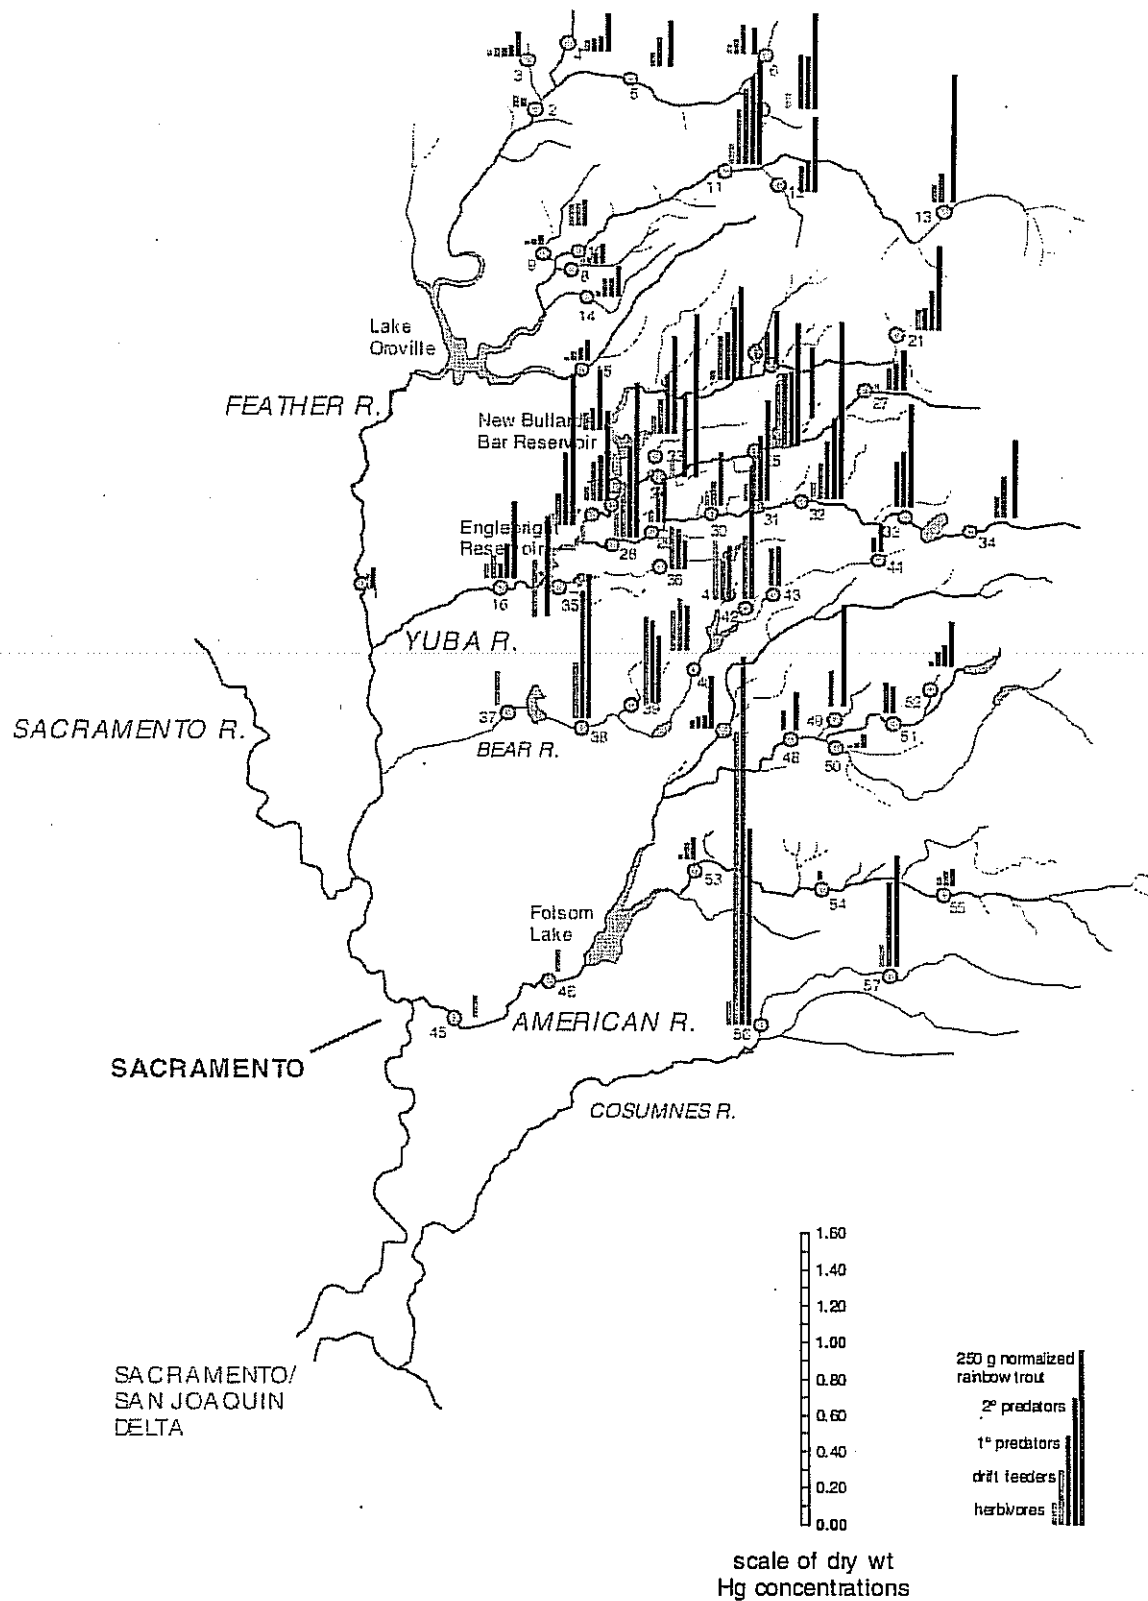 3
4
2
5
6
11
12
13
9
8
14
21
Lake
Oroville
FEATHER R.
New Bullards
Bar Reservoir
27
Englebright
Reservoir
28
30
31
32
33
34
36
44
16
35
42
43
YUBA R.
SACRAMENTO R.
37
38
39
BEAR R.
48
49
50
51
52
53
54
55
Folsom
Lake
46
45
AMERICAN R.
56
57
SACRAMENTO
COSUMNES R.
SACRAMENTO/
SAN JOAQUIN
DELTA
1.60
1.40
1.20
1.00
0.80
0.60
0.40
0.20
0.00
scale of dry wt
Hg concentrations
250 g normalized
rainbow trout
2° predators
1° predators
drift feeders
herbivores